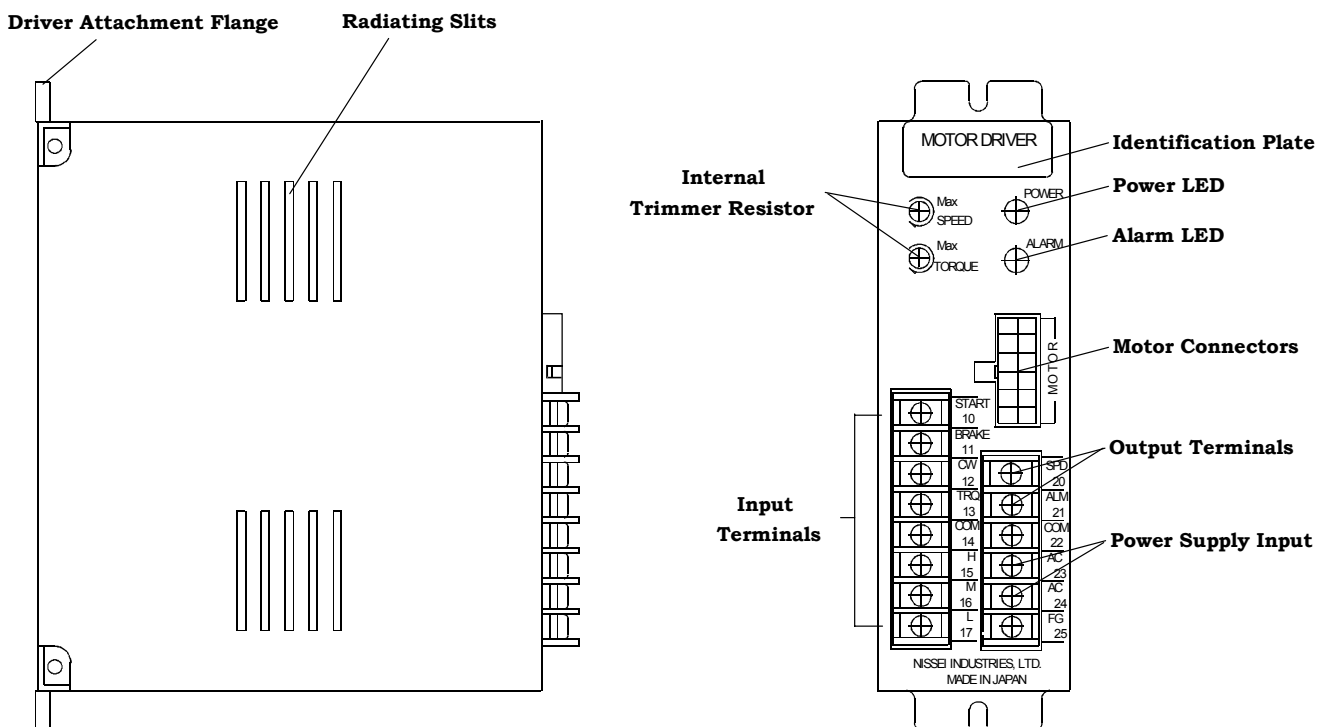 Driver Attachment Flange
Radiating Slits
MOTOR DRIVER
Identification Plate
Internal
Trimmer Resistor
Max
SPEED
POWER
Power LED
Max
TORQUE
ALARM
Alarm LED
MOTOR
Motor Connectors
Input
Terminals
START
10
BRAKE
11
CW
12
TRQ
13
COM
14
H
15
M
16
L
17
SPD
20
ALM
21
COM
22
AC
23
AC
24
FG
25
Output Terminals
Power Supply Input
NISSEI INDUSTRIES, LTD.
MADE IN JAPAN